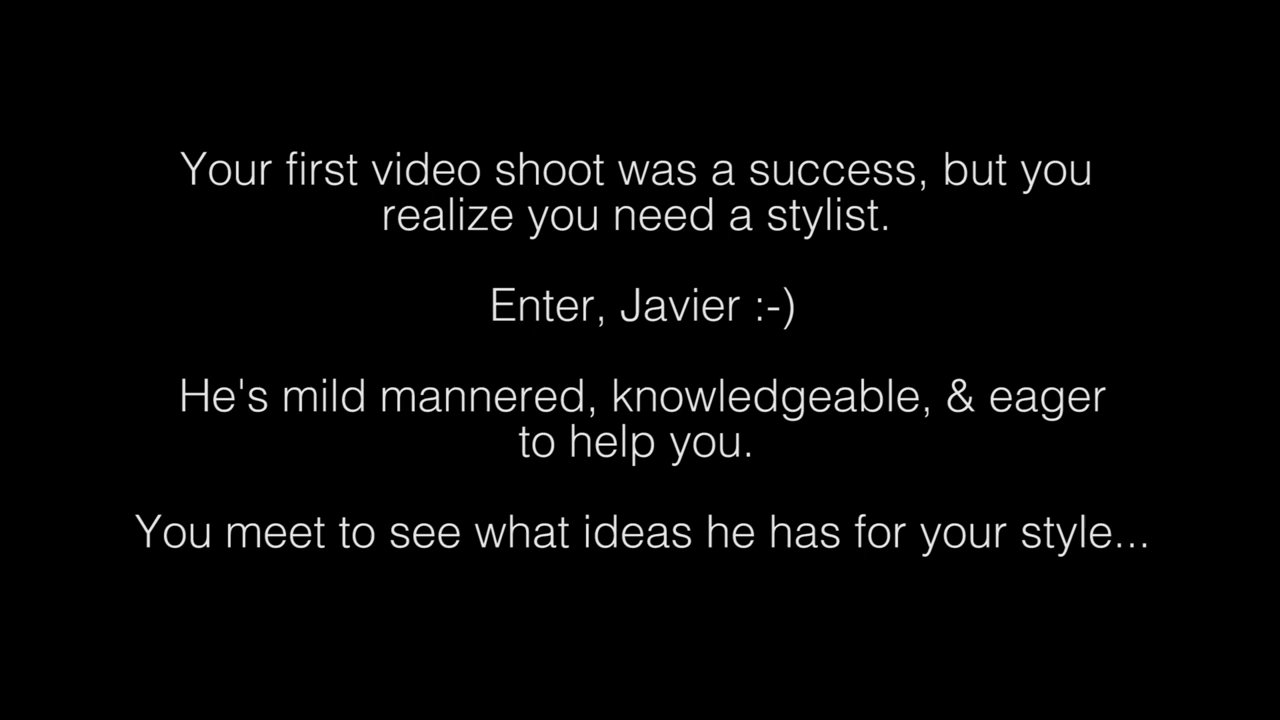 Your first video shoot was a success, but you
realize you need a stylist.
Enter, Javier :-)
He's mild mannered, knowledgeable, & eager
to help you.
You meet to see what ideas he has for your style...